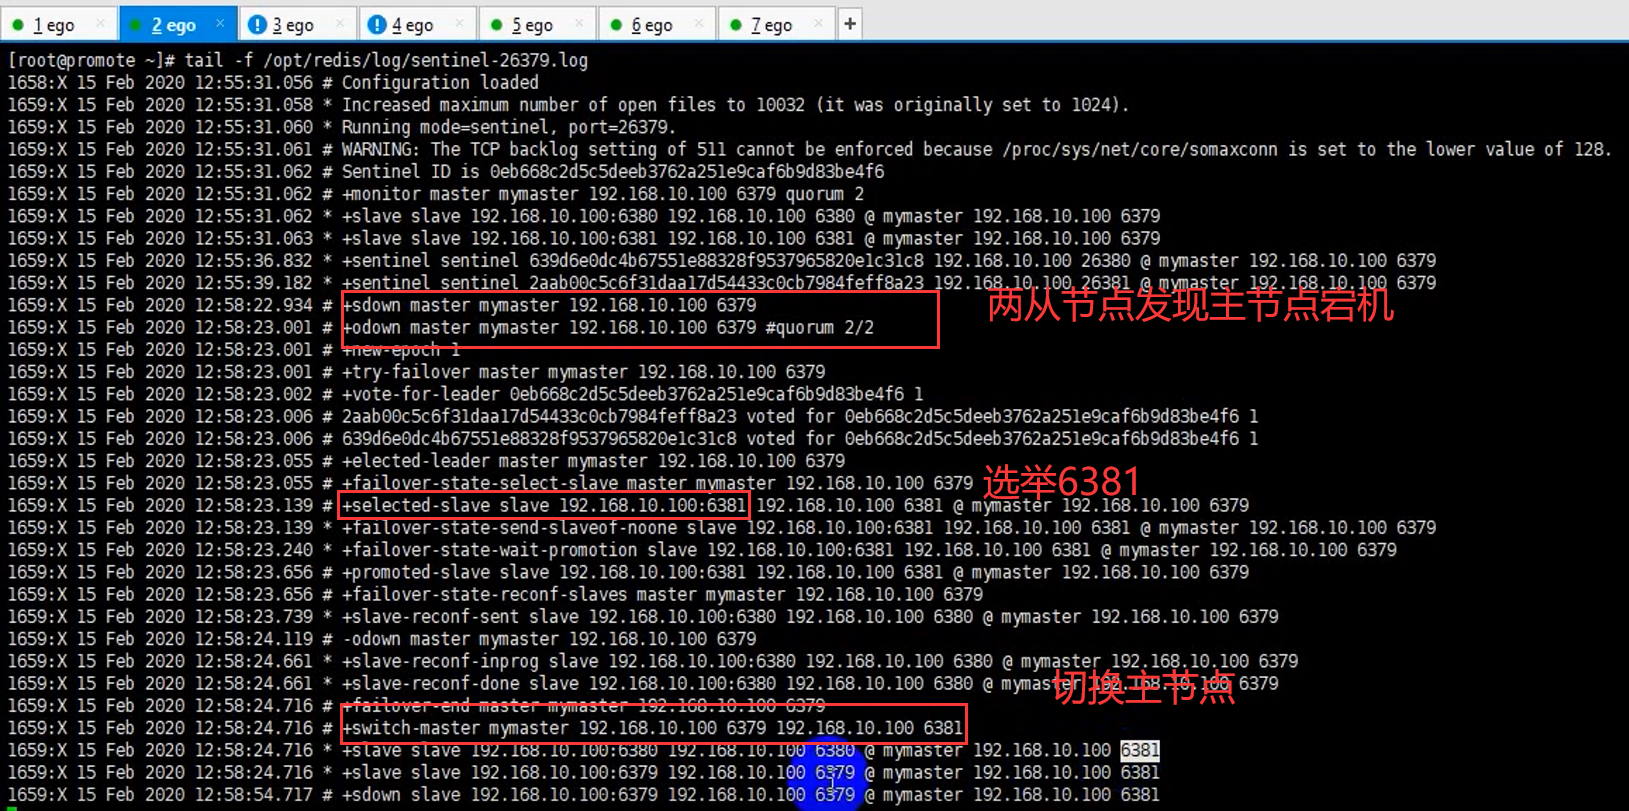 1 ego × 2 ego × 3 ego × 4 ego × 5 ego × 6 ego × 7 ego × +
[root@promote ~]# tail -f /opt/redis/log/sentinel-26379.log
1658:X 15 Feb 2020 12:55:31.056 # Configuration loaded
1659:X 15 Feb 2020 12:55:31.058 * Increased maximum number of open files to 10032 (it was originally set to 1024).
1659:X 15 Feb 2020 12:55:31.060 * Running mode=sentinel, port=26379.
1659:X 15 Feb 2020 12:55:31.061 # WARNING: The TCP backlog setting of 511 cannot be enforced because /proc/sys/net/core/somaxconn is set to the lower value of 128.
1659:X 15 Feb 2020 12:55:31.062 # Sentinel ID is 0eb668c2d5c5deeb3762a251e9caf6b9d83be4f6
1659:X 15 Feb 2020 12:55:31.062 # +monitor master mymaster 192.168.10.100 6379 quorum 2
1659:X 15 Feb 2020 12:55:31.062 * +slave slave 192.168.10.100:6380 192.168.10.100 6380 @ mymaster 192.168.10.100 6379
1659:X 15 Feb 2020 12:55:31.063 * +slave slave 192.168.10.100:6381 192.168.10.100 6381 @ mymaster 192.168.10.100 6379
1659:X 15 Feb 2020 12:55:36.832 * +sentinel sentinel 639d6e0dc4b67551e88328f9537965820e1c31c8 192.168.10.100 26380 @ mymaster 192.168.10.100 6379
1659:X 15 Feb 2020 12:55:39.182 * +sentinel sentinel 2aab00c5c6f31daa17d54433c0cb7984feff8a23 192.168.10.100 26381 @ mymaster 192.168.10.100 6379
1659:X 15 Feb 2020 12:58:22.934 # +sdown master mymaster 192.168.10.100 6379
两从节点发现主节点宕机
1659:X 15 Feb 2020 12:58:23.001 # +odown master mymaster 192.168.10.100 6379 #quorum 2/2
1659:X 15 Feb 2020 12:58:23.001 # +new-epoch 1
1659:X 15 Feb 2020 12:58:23.001 # +try-failover master mymaster 192.168.10.100 6379
1659:X 15 Feb 2020 12:58:23.002 # +vote-for-leader 0eb668c2d5c5deeb3762a251e9caf6b9d83be4f6 1
1659:X 15 Feb 2020 12:58:23.006 # 2aab00c5c6f31daa17d54433c0cb7984feff8a23 voted for 0eb668c2d5c5deeb3762a251e9caf6b9d83be4f6 1
1659:X 15 Feb 2020 12:58:23.006 # 639d6e0dc4b67551e88328f9537965820e1c31c8 voted for 0eb668c2d5c5deeb3762a251e9caf6b9d83be4f6 1
1659:X 15 Feb 2020 12:58:23.055 # +elected-leader master mymaster 192.168.10.100 6379
1659:X 15 Feb 2020 12:58:23.055 # +failover-state-select-slave master mymaster 192.168.10.100 6379
选举6381
1659:X 15 Feb 2020 12:58:23.139 # +selected-slave slave 192.168.10.100:6381 192.168.10.100 6381 @ mymaster 192.168.10.100 6379
1659:X 15 Feb 2020 12:58:23.139 * +failover-state-send-slaveof-noone slave 192.168.10.100:6381 192.168.10.100 6381 @ mymaster 192.168.10.100 6379
1659:X 15 Feb 2020 12:58:23.240 * +failover-state-wait-promotion slave 192.168.10.100:6381 192.168.10.100 6381 @ mymaster 192.168.10.100 6379
1659:X 15 Feb 2020 12:58:23.656 # +promoted-slave slave 192.168.10.100:6381 192.168.10.100 6381 @ mymaster 192.168.10.100 6379
1659:X 15 Feb 2020 12:58:23.656 # +failover-state-reconf-slaves master mymaster 192.168.10.100 6379
1659:X 15 Feb 2020 12:58:23.739 * +slave-reconf-sent slave 192.168.10.100:6380 192.168.10.100 6380 @ mymaster 192.168.10.100 6379
1659:X 15 Feb 2020 12:58:24.119 # -odown master mymaster 192.168.10.100 6379
1659:X 15 Feb 2020 12:58:24.661 * +slave-reconf-inprog slave 192.168.10.100:6380 192.168.10.100 6380 @ mymaster 192.168.10.100 6379
1659:X 15 Feb 2020 12:58:24.661 * +slave-reconf-done slave 192.168.10.100:6380 192.168.10.100 6380 @ mymaster 192.168.10.100 6379
切换主节点
1659:X 15 Feb 2020 12:58:24.716 # +failover-end master mymaster 192.168.10.100 6379
1659:X 15 Feb 2020 12:58:24.716 # +switch-master mymaster 192.168.10.100 6379 192.168.10.100 6381
1659:X 15 Feb 2020 12:58:24.716 * +slave slave 192.168.10.100:6380 192.168.10.100 6380 @ mymaster 192.168.10.100 6381
1659:X 15 Feb 2020 12:58:24.716 * +slave slave 192.168.10.100:6379 192.168.10.100 6379 @ mymaster 192.168.10.100 6381
1659:X 15 Feb 2020 12:58:54.717 # +sdown slave 192.168.10.100:6379 192.168.10.100 6379 @ mymaster 192.168.10.100 6381